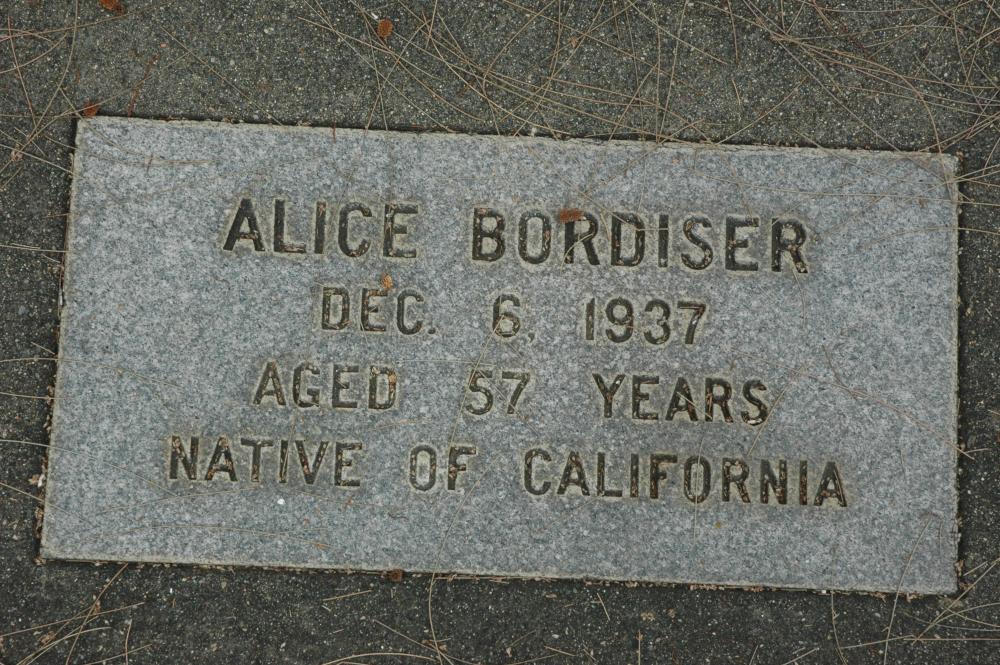 ALICE BORDISER
DEC. 6, 1937
AGED 57 YEARS
NATIVE OF CALIFORNIA